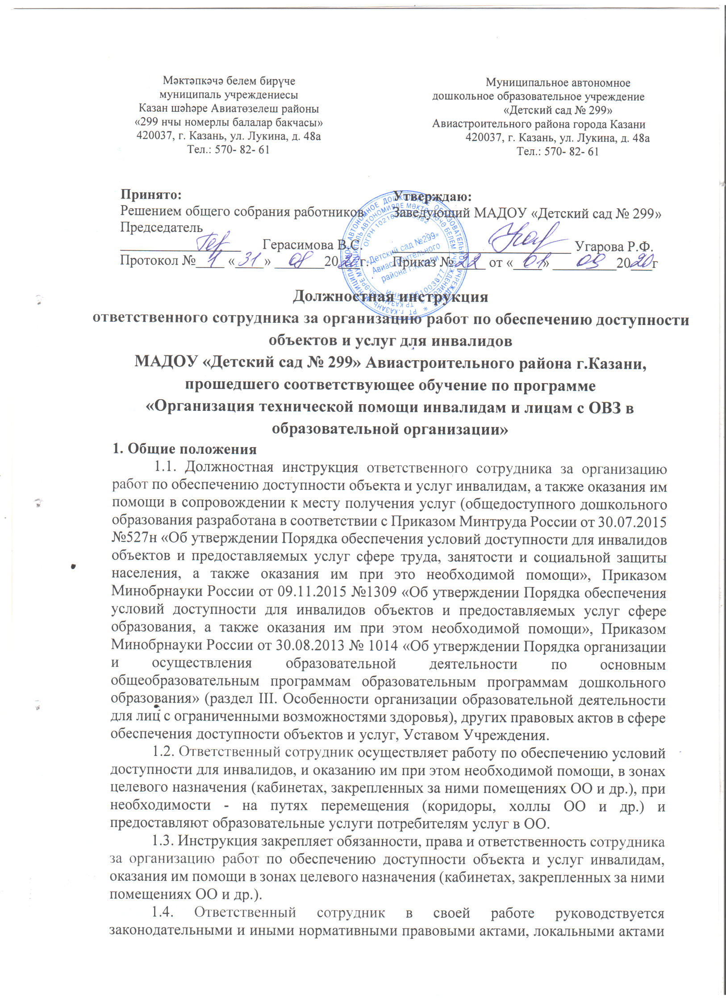 Мәктәпкәчә белем бирүче
муниципаль учреждениесы
Казан шәһәре Авиатөзелеш районы
«299 нчы номерлы балалар бакчасы»
420037, г. Казань, ул. Лукина, д. 48а
Тел.: 570- 82- 61
Муниципальное автономное
дошкольное образовательное учреждение
«Детский сад № 299»
Авиастроительного района города Казани
420037, г. Казань, ул. Лукина, д. 48а
Тел.: 570- 82- 61
Принято:
Решением общего собрания работников
Председатель
Герасимова В.С.
Протокол № 1 « 31 » 08 20 20 г.
Утверждаю:
Заведующий МАДОУ «Детский сад № 299»
Угарова Р.Ф.
Приказ № 22 от « 01 » 09 20 20 г
«Детский сад №299»
Авиастроительного
района г.Казани
Должностная инструкция
ответственного сотрудника за организацию работ по обеспечению доступности
объектов и услуг для инвалидов
МАДОУ «Детский сад № 299» Авиастроительного района г.Казани,
прошедшего соответствующее обучение по программе
«Организация технической помощи инвалидам и лицам с ОВЗ в
образовательной организации»
1. Общие положения
1.1. Должностная инструкция ответственного сотрудника за организацию
работ по обеспечению доступности объекта и услуг инвалидам, а также оказания им
помощи в сопровождении к месту получения услуг (общедоступного дошкольного
образования разработана в соответствии с Приказом Минтруда России от 30.07.2015
№527н «Об утверждении Порядка обеспечения условий доступности для инвалидов
объектов и предоставляемых услуг сфере труда, занятости и социальной защиты
населения, а также оказания им при это необходимой помощи», Приказом
Минобрнауки России от 09.11.2015 №1309 «Об утверждении Порядка обеспечения
условий доступности для инвалидов объектов и предоставляемых услуг сфере
образования, а также оказания им при этом необходимой помощи», Приказом
Минобрнауки России от 30.08.2013 № 1014 «Об утверждении Порядка организации
и осуществления образовательной деятельности по основным
общеобразовательным программам образовательным программам дошкольного
образования» (раздел III. Особенности организации образовательной деятельности
для лиц с ограниченными возможностями здоровья), других правовых актов в сфере
обеспечения доступности объектов и услуг, Уставом Учреждения.
1.2. Ответственный сотрудник осуществляет работу по обеспечению условий
доступности для инвалидов, и оказанию им при этом необходимой помощи, в зонах
целевого назначения (кабинетах, закрепленных за ними помещениях ОО и др.), при
необходимости - на путях перемещения (коридоры, холлы ОО и др.) и
предоставляют образовательные услуги потребителям услуг в ОО.
1.3. Инструкция закрепляет обязанности, права и ответственность сотрудника
за организацию работ по обеспечению доступности объекта и услуг инвалидам,
оказания им помощи в зонах целевого назначения (кабинетах, закрепленных за ними
помещениях ОО и др.).
1.4. Ответственный сотрудник в своей работе руководствуется
законодательными и иными нормативными правовыми актами, локальными актами